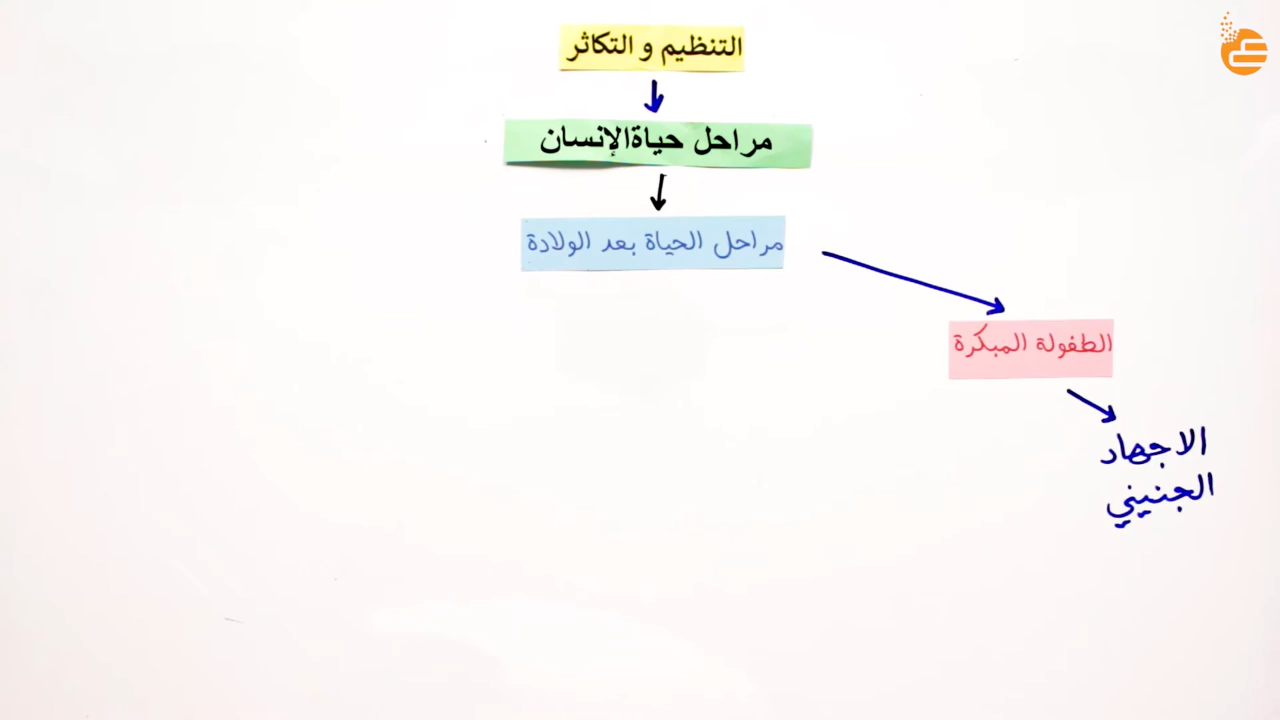 التنظيم و التكاثر
مراحل حياةالإنسان
مراحل الحياة بعد الولادة
الطفولة المبكرة
الاجهاد
الجنيني